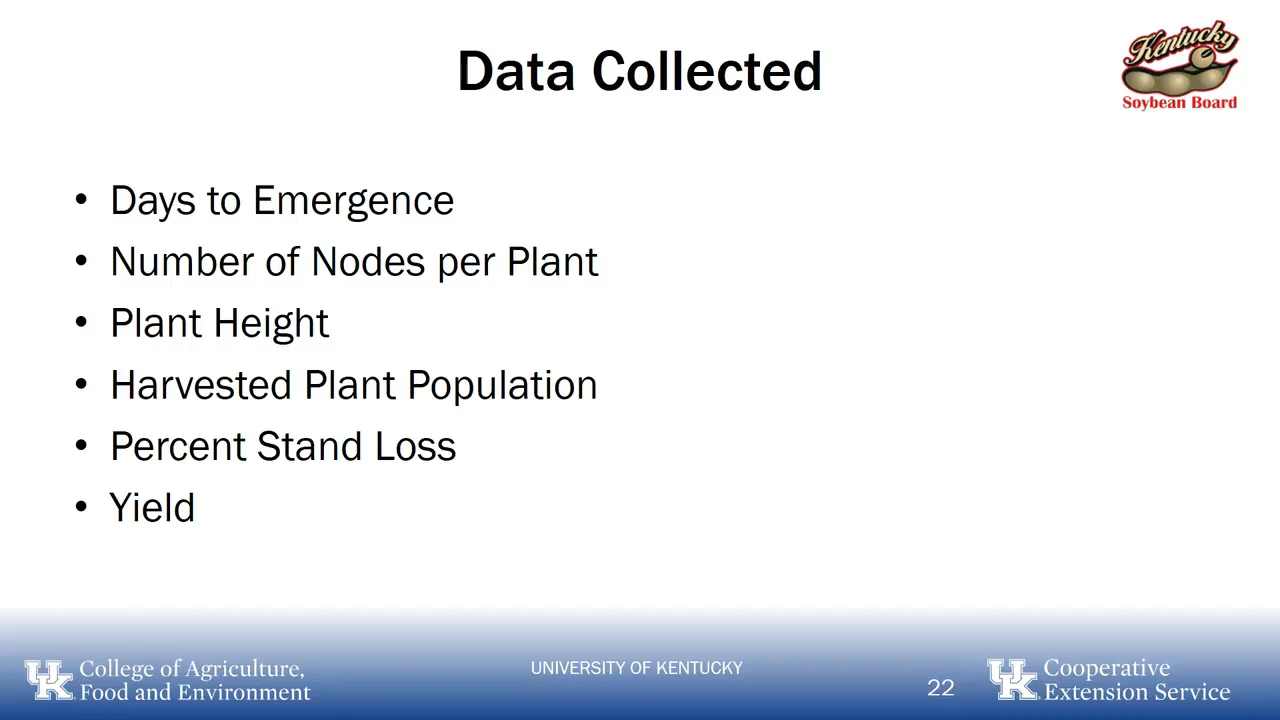 Data Collected
Kentucky
Soybean Board
• Days to Emergence
• Number of Nodes per Plant
• Plant Height
• Harvested Plant Population
• Percent Stand Loss
• Yield
UK College of Agriculture,
Food and Environment
UNIVERSITY OF KENTUCKY
22
UK Cooperative
Extension Service